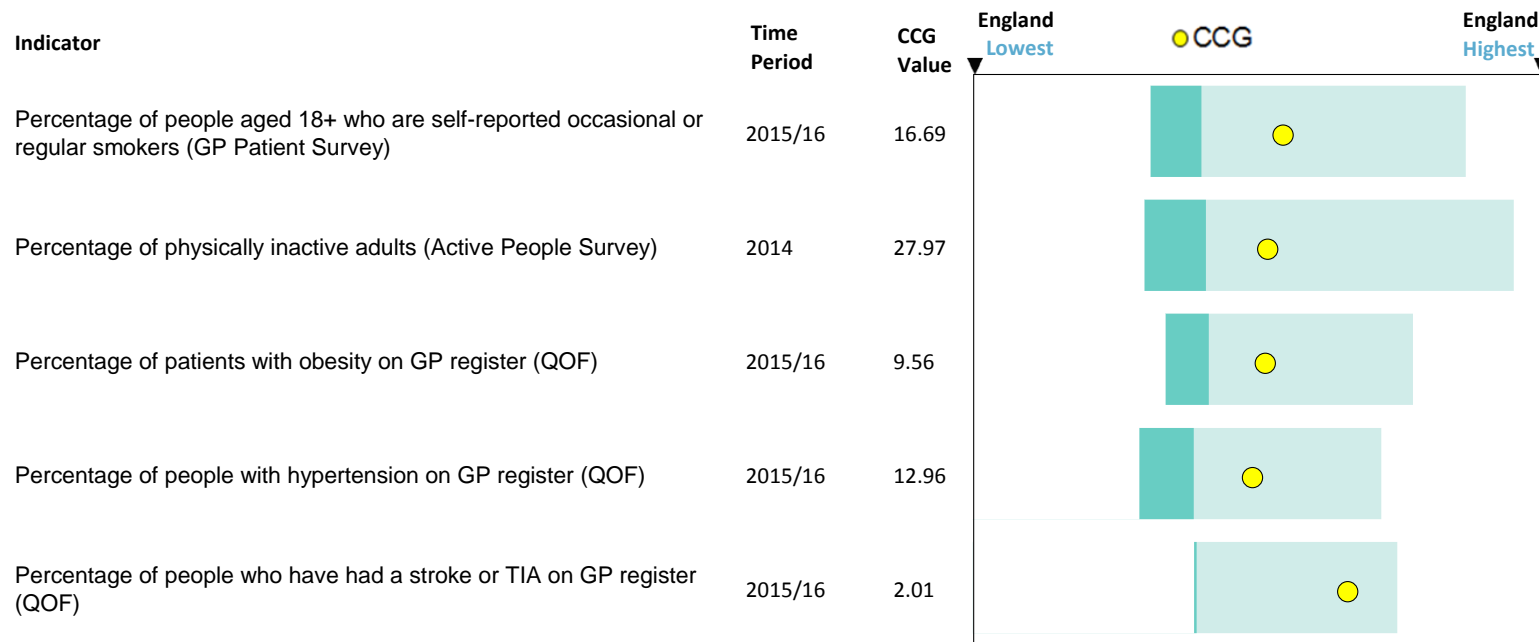 Indicator
Time Period
CCG Value
England Lowest
CCG
England Highest
Percentage of people aged 18+ who are self-reported occasional or
regular smokers (GP Patient Survey)
2015/16
16.69
Percentage of physically inactive adults (Active People Survey)
2014
27.97
Percentage of patients with obesity on GP register (QOF)
2015/16
9.56
Percentage of people with hypertension on GP register (QOF)
2015/16
12.96
Percentage of people who have had a stroke or TIA on GP register
(QOF)
2015/16
2.01